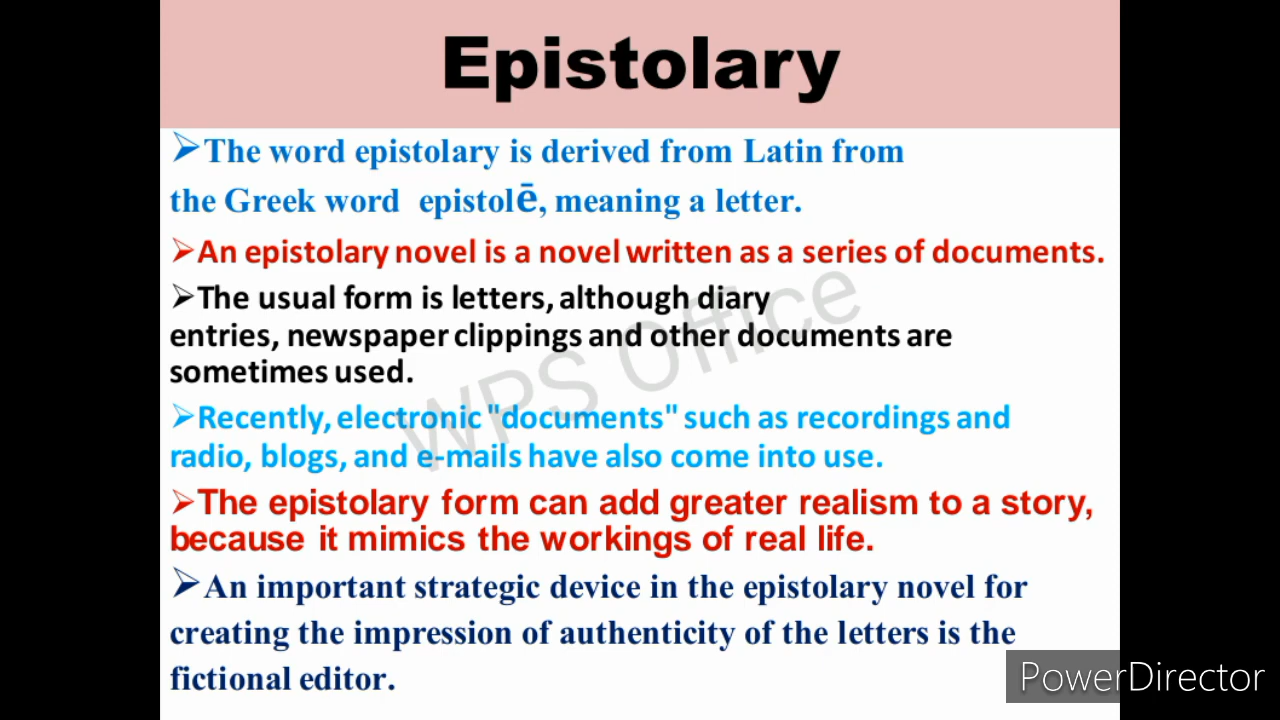 Epistolary
➢The word epistolary is derived from Latin from
the Greek word epistolē, meaning a letter.
➢An epistolary novel is a novel written as a series of documents.
➢The usual form is letters, although diary
entries, newspaper clippings and other documents are
sometimes used.
➢Recently, electronic "documents" such as recordings and
radio, blogs, and e-mails have also come into use.
➢The epistolary form can add greater realism to a story,
because it mimics the workings of real life.
➢An important strategic device in the epistolary novel for
creating the impression of authenticity of the letters is the
fictional editor.
WPS Office
PowerDirector